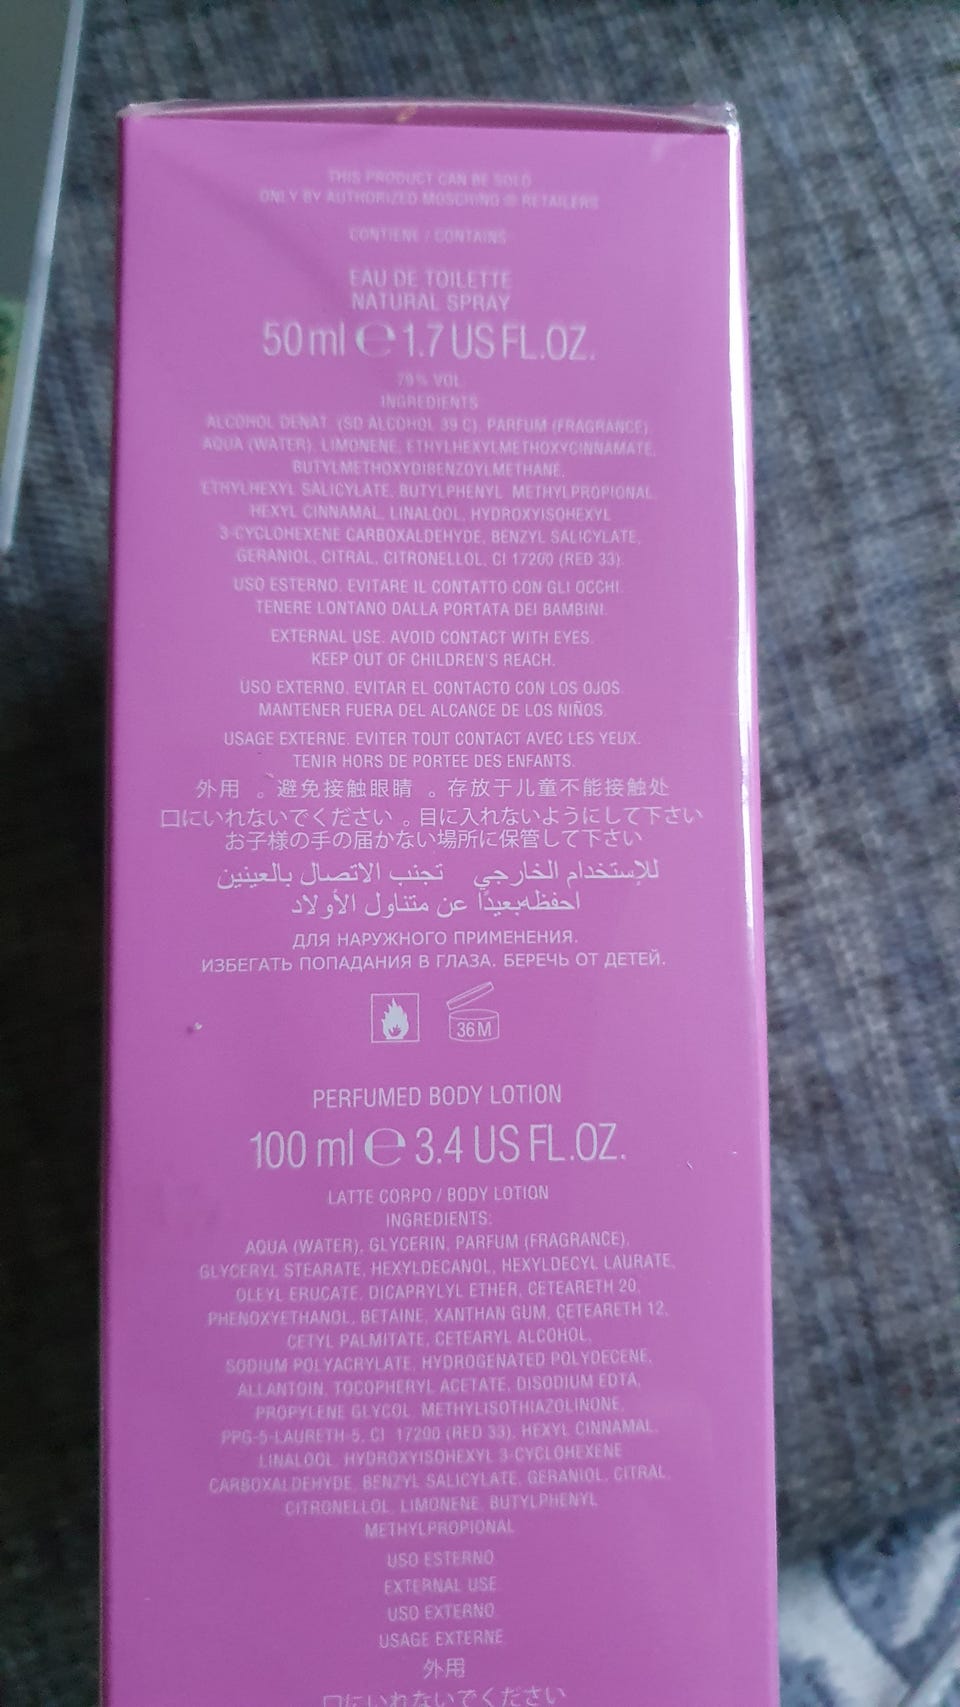 THIS PRODUCT CAN BE SOLD
ONLY BY AUTHORIZED MOSCHINO ® RETAILERS
CONTIENE / CONTAINS
EAU DE TOILETTE
NATURAL SPRAY
50 ml ℮ 1.7 US FL.OZ.
79% VOL.
INGREDIENTS
ALCOHOL DENAT. (SD ALCOHOL 39 C), PARFUM (FRAGRANCE),
AQUA (WATER), LIMONENE, ETHYLHEXYLMETHOXYCINNAMATE,
BUTYLMETHOXYDIBENZOYLMETHANE,
ETHYLHEXYL SALICYLATE, BUTYLPHENYL METHYLPROPIONAL,
HEXYL CINNAMAL, LINALOOL, HYDROXYISOHEXYL
3-CYCLOHEXENE CARBOXALDEHYDE, BENZYL SALICYLATE,
GERANIOL, CITRAL, CITRONELLOL, CI 17200 (RED 33).
USO ESTERNO. EVITARE IL CONTATTO CON GLI OCCHI.
TENERE LONTANO DALLA PORTATA DEI BAMBINI.
EXTERNAL USE. AVOID CONTACT WITH EYES.
KEEP OUT OF CHILDREN'S REACH.
USO EXTERNO. EVITAR EL CONTACTO CON LOS OJOS.
MANTENER FUERA DEL ALCANCE DE LOS NIÑOS.
USAGE EXTERNE. EVITER TOUT CONTACT AVEC LES YEUX.
TENIR HORS DE PORTEE DES ENFANTS.
外用 。避免接触眼睛 。存放于儿童不能接触处
口にいれないでください 。目に入れないようにして下さい
お子様の手の届かない場所に保管して下さい
للإستخدام الخارجي تجنب الاتصال بالعينين
احفظه بعيدًا عن متناول الأولاد
ДЛЯ НАРУЖНОГО ПРИМЕНЕНИЯ.
ИЗБЕГАТЬ ПОПАДАНИЯ В ГЛАЗА. БЕРЕЧЬ ОТ ДЕТЕЙ.
36 M
PERFUMED BODY LOTION
100 ml ℮ 3.4 US FL.OZ.
LATTE CORPO / BODY LOTION
INGREDIENTS:
AQUA (WATER), GLYCERIN, PARFUM (FRAGRANCE),
GLYCERYL STEARATE, HEXYLDECANOL, HEXYLDECYL LAURATE,
OLEYL ERUCATE, DICAPRYLYL ETHER, CETEARETH 20,
PHENOXYETHANOL, BETAINE, XANTHAN GUM, CETEARETH 12,
CETYL PALMITATE, CETEARYL ALCOHOL,
SODIUM POLYACRYLATE, HYDROGENATED POLYDECENE,
ALLANTOIN, TOCOPHERYL ACETATE, DISODIUM EDTA,
PROPYLENE GLYCOL, METHYLISOTHIAZOLINONE,
PPG-5-LAURETH-5, CI 17200 (RED 33), HEXYL CINNAMAL,
LINALOOL, HYDROXYISOHEXYL 3-CYCLOHEXENE
CARBOXALDEHYDE, BENZYL SALICYLATE, GERANIOL, CITRAL,
CITRONELLOL, LIMONENE, BUTYLPHENYL
METHYLPROPIONAL
USO ESTERNO
EXTERNAL USE
USO EXTERNO
USAGE EXTERNE
外用
口にいれないでください